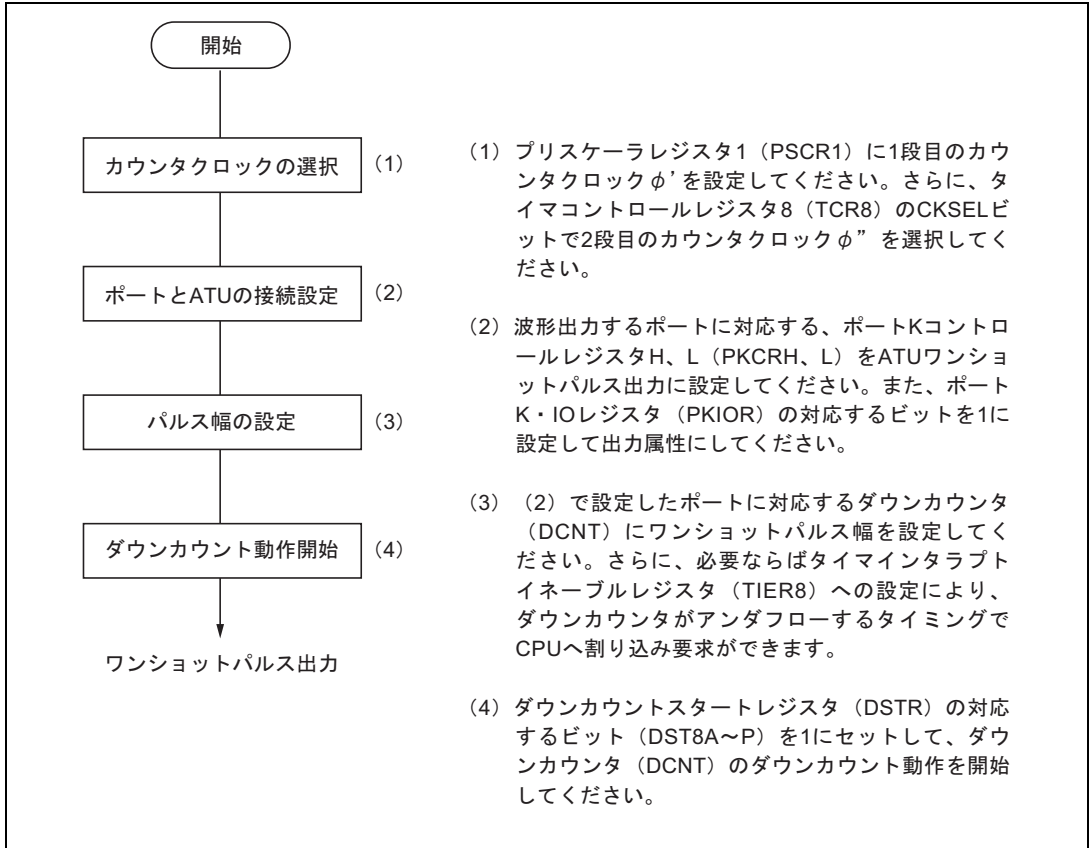 開始
カウンタクロックの選択 (1)
ポートとATUの接続設定 (2)
パルス幅の設定 (3)
ダウンカウント動作開始 (4)
ワンショットパルス出力
(1) プリスケーラレジスタ1（PSCR1）に1段目のカウ
ンタクロックφ’を設定してください。さらに、タ
イマコントロールレジスタ8（TCR8）のCKSELビ
ットで2段目のカウンタクロックφ”を選択してく
ださい。
(2) 波形出力するポートに対応する、ポートKコントロ
ールレジスタH、L（PKCRH、L）をATUワンショ
ットパルス出力に設定してください。また、ポート
K・IOレジスタ（PKIOR）の対応するビットを1に
設定して出力属性にしてください。
(3) （2）で設定したポートに対応するダウンカウンタ
（DCNT）にワンショットパルス幅を設定してく
ださい。さらに、必要ならばタイマインタラプト
イネーブルレジスタ（TIER8）への設定により、
ダウンカウンタがアンダフローするタイミングで
CPUへ割り込み要求ができます。
(4) ダウンカウントスタートレジスタ（DSTR）の対応
するビット（DST8A～P）を1にセットして、ダウ
ンカウンタ（DCNT）のダウンカウント動作を開始
してください。